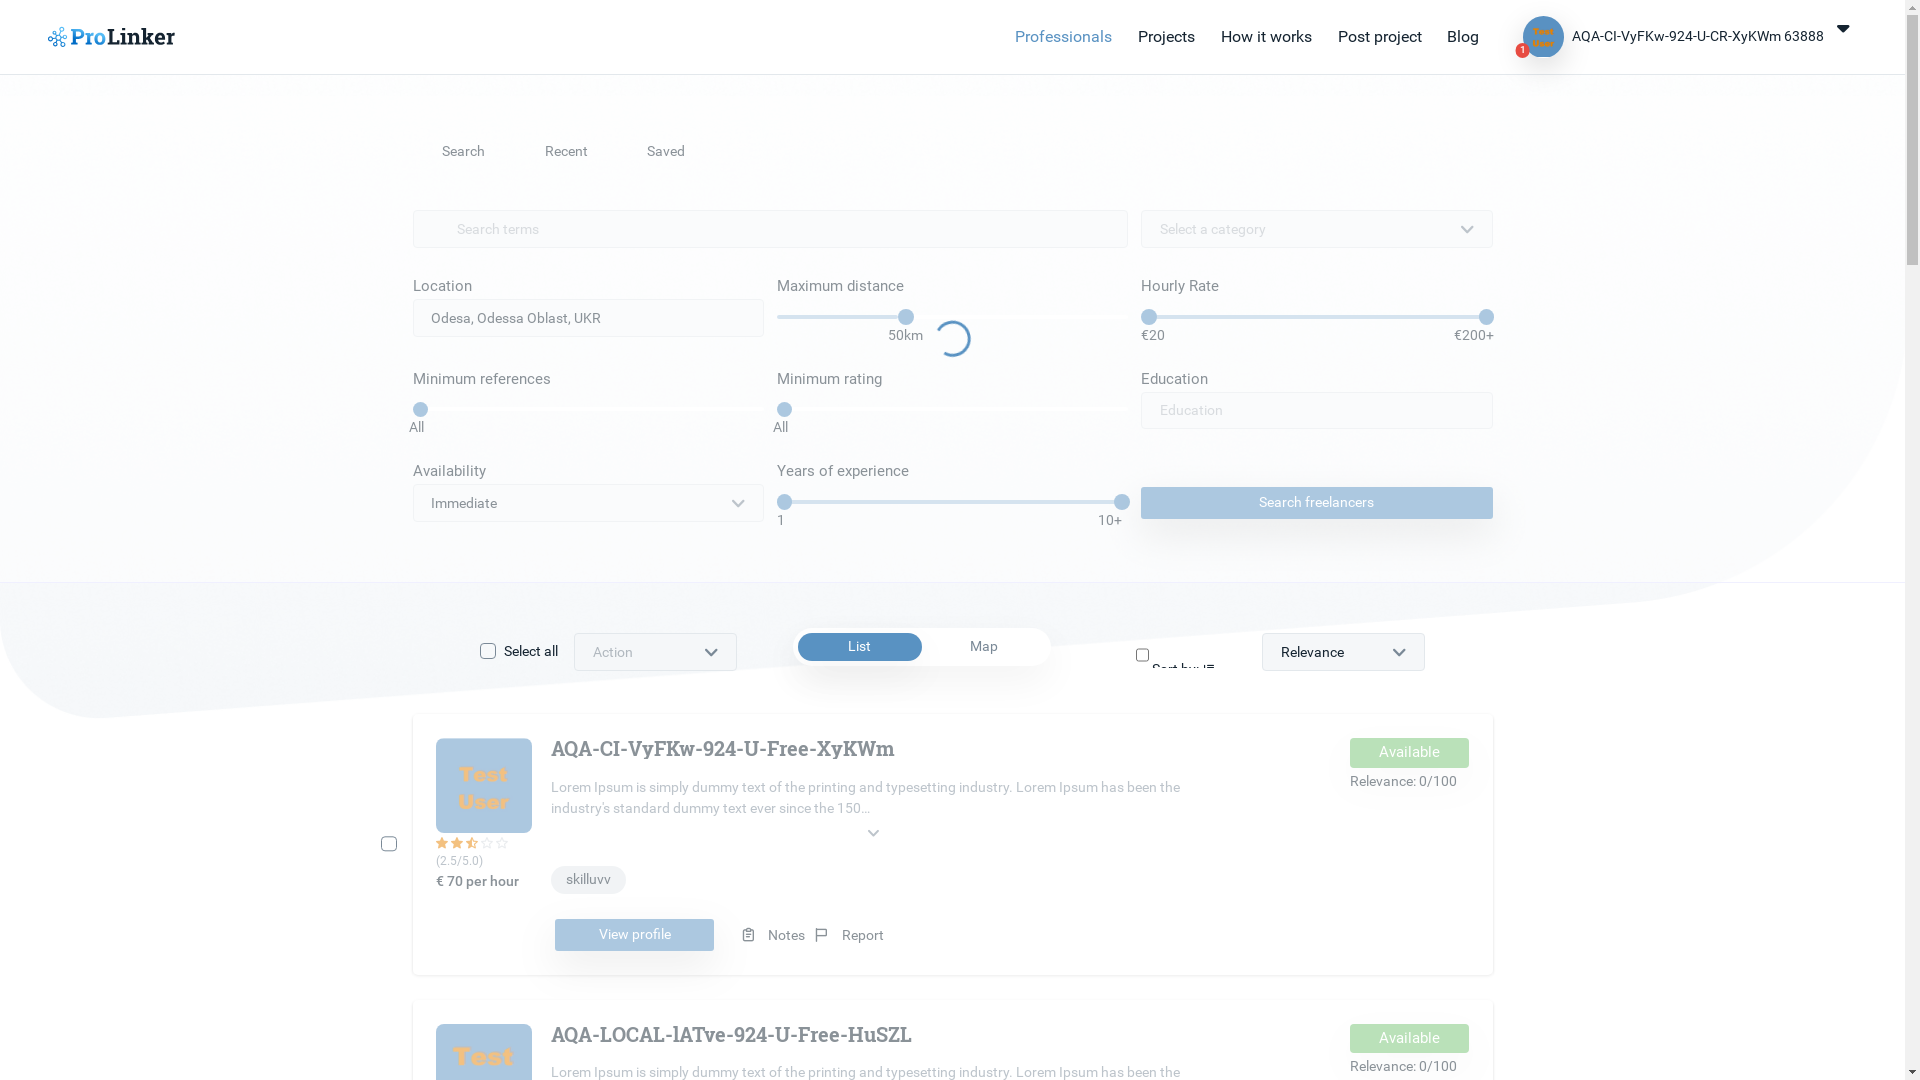 ProLinker
Professionals Projects How it works Post project Blog
1 Test User AQA-CI-VyFKw-924-U-CR-XyKWm 63888
Search Recent Saved
Search terms Select a category
Location Maximum distance Hourly Rate
Odesa, Odessa Oblast, UKR
50km €20 €200+
Minimum references Minimum rating Education
Education
All All
Availability Years of experience
Immediate Search freelancers
1 10+
Select all Action List Map Relevance
AQA-CI-VyFKw-924-U-Free-XyKWm
Available
Test
User
Lorem Ipsum is simply dummy text of the printing and typesetting industry. Lorem Ipsum has been the
industry's standard dummy text ever since the 150...
Relevance: 0/100
(2.5/5.0)
€ 70 per hour
skilluvv
View profile Notes Report
AQA-LOCAL-lATve-924-U-Free-HuSZL
Available
Test
Lorem Ipsum is simply dummy text of the printing and typesetting industry. Lorem Ipsum has been the
Relevance: 0/100